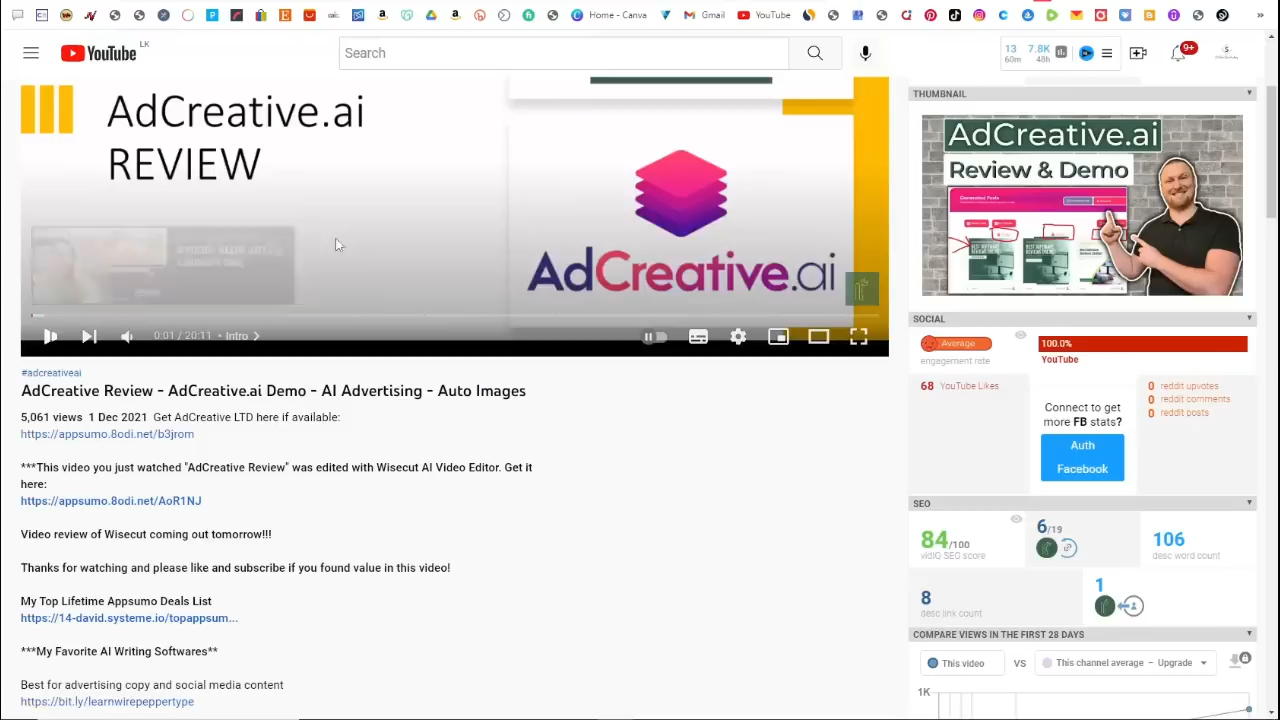 Home - Canva
Gmail
YouTube
»
YouTube
LK
Search
13
60m
7.8K
48h
9+
AdCreative.ai
REVIEW
AdCreative.ai
0:01 / 20:11 • Intro
#adcreativeai
AdCreative Review - AdCreative.ai Demo - AI Advertising - Auto Images
5,061 views 1 Dec 2021 Get AdCreative LTD here if available:
https://appsumo.8odi.net/b3jrom
***This video you just watched "AdCreative Review" was edited with Wisecut AI Video Editor. Get it
here:
https://appsumo.8odi.net/AoR1NJ
Video review of Wisecut coming out tomorrow!!!
Thanks for watching and please like and subscribe if you found value in this video!
My Top Lifetime Appsumo Deals List
https://14-david.systeme.io/topappsum...
***My Favorite AI Writing Softwares**
Best for advertising copy and social media content
https://bit.ly/learnwirepeppertype
THUMBNAIL
AdCreative.ai
Review & Demo
Generated Posts
SOCIAL
Average
engagement rate
100.0%
YouTube
68 YouTube Likes
Connect to get
more FB stats?
Auth
Facebook
0 reddit upvotes
0 reddit comments
0 reddit posts
SEO
84/100
vidIQ SEO score
6/19
106
desc word count
8
desc link count
1
COMPARE VIEWS IN THE FIRST 28 DAYS
This video
VS
This channel average - Upgrade
1K